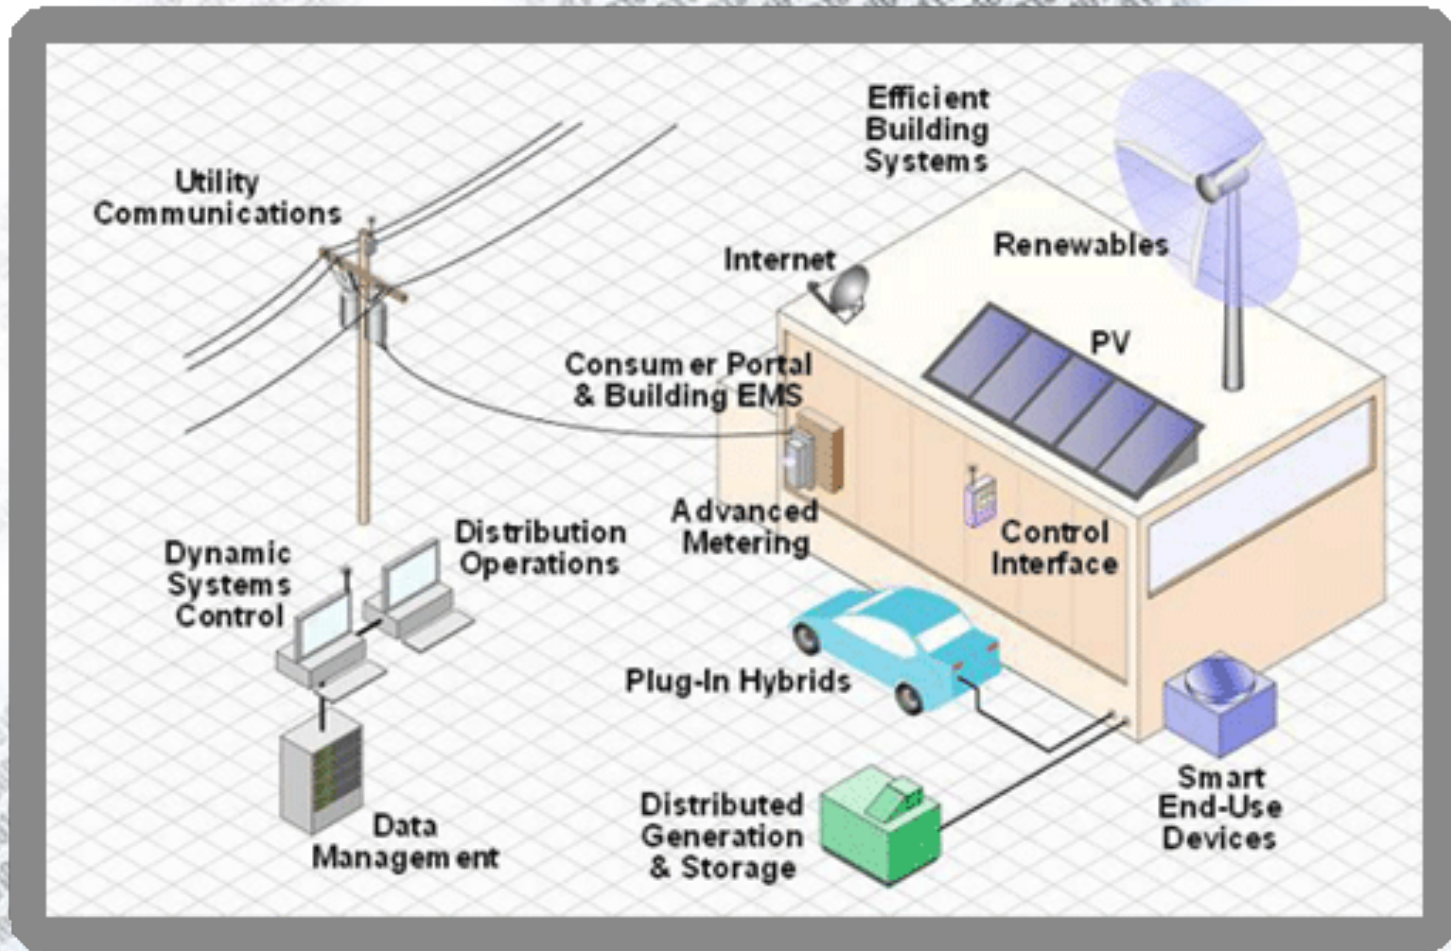 Efficient
Building
Systems
Utility
Communications
Renewables
Internet
PV
Consumer Portal
& Building EMS
Advanced
Metering
Control
Interface
Distribution
Operations
Dynamic
Systems
Control
Plug-In Hybrids
Smart
End-Use
Devices
Distributed
Generation
& Storage
Data
Management